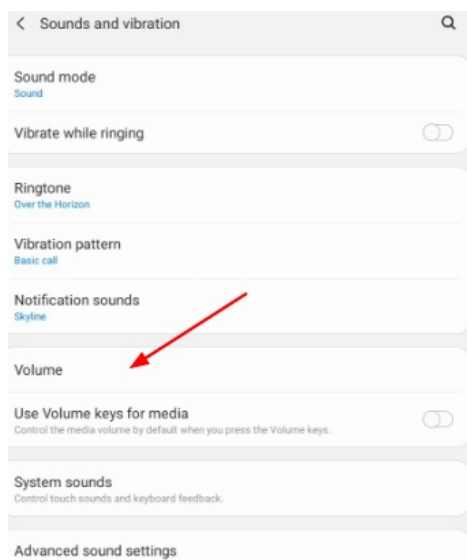 Sounds and vibration
Sound mode
Sound
Vibrate while ringing
Ringtone
Over the Horizon
Vibration pattern
Basic call
Notification sounds
Skyline
Volume
Use Volume keys for media
Control the media volume by default when you press the Volume keys.
System sounds
Control touch sounds and keyboard feedback.
Advanced sound settings